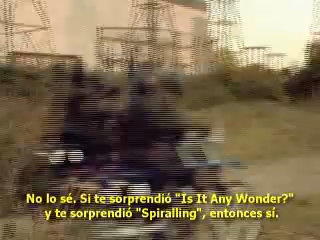 No lo sé. Si te sorprendió "Is It Any Wonder?"
y te sorprendió "Spiralling", entonces sí.